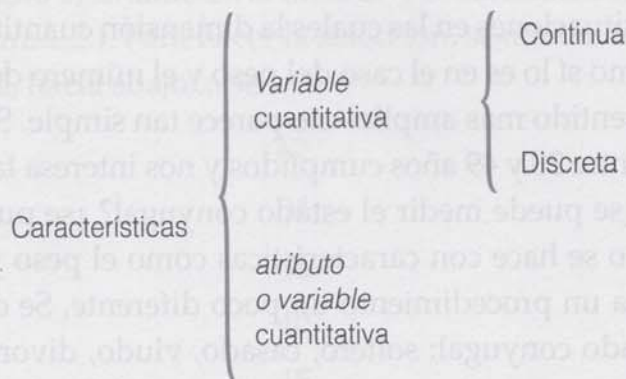 Características
Variable
cuantitativa
Continua
Discreta
atributo
o variable
cuantitativa